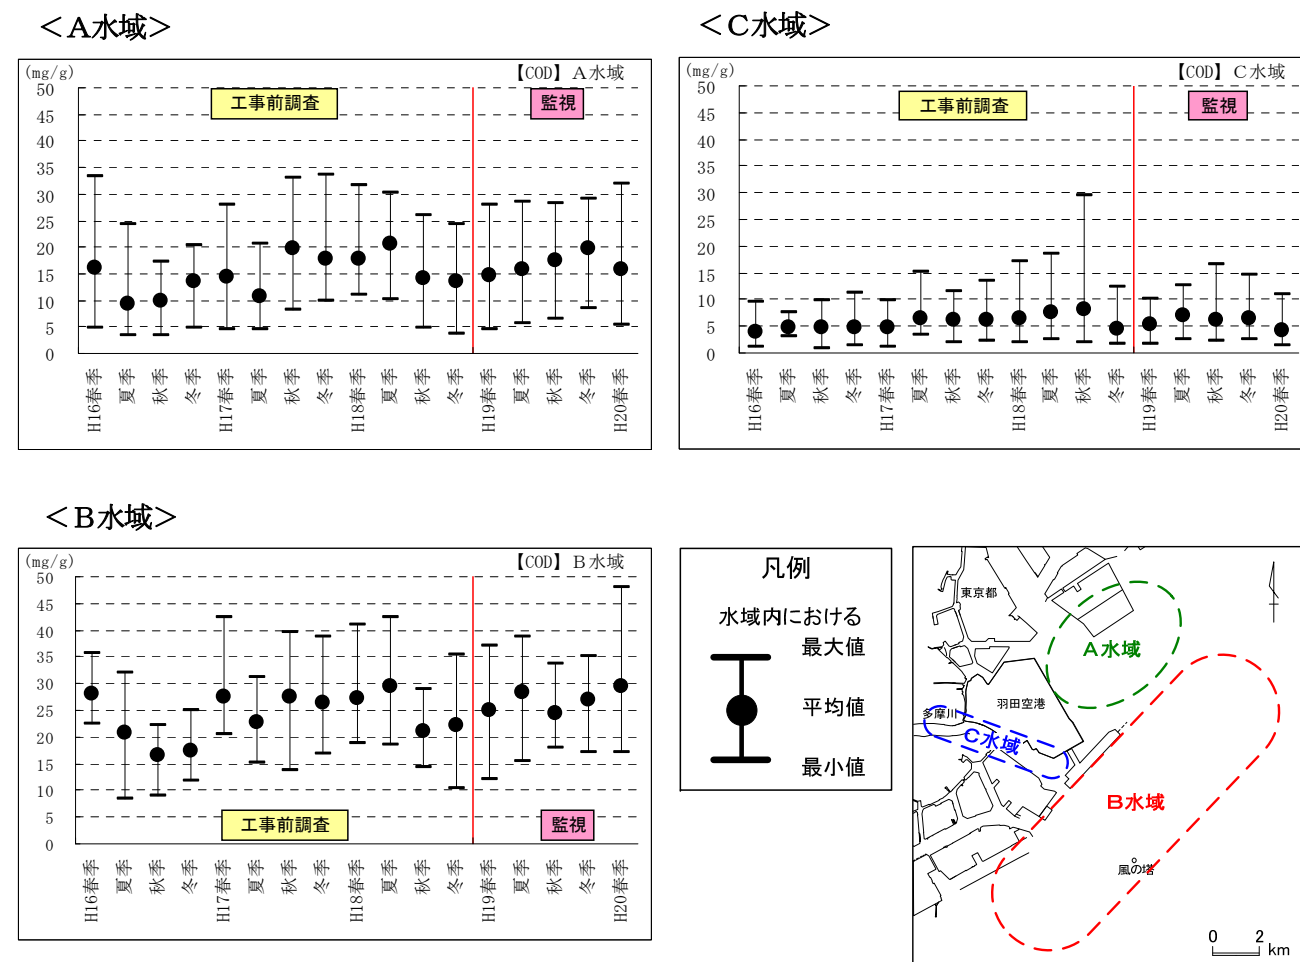 ＜Ａ水域＞
(mg/g)
【COD】Ａ水域
工事前調査
監視
50
45
40
35
30
25
20
15
10
5
0
H16春季
夏季
秋季
冬季
H17春季
夏季
秋季
冬季
H18春季
夏季
秋季
冬季
H19春季
夏季
秋季
冬季
H20春季
＜Ｃ水域＞
(mg/g)
【COD】Ｃ水域
工事前調査
監視
50
45
40
35
30
25
20
15
10
5
0
H16春季
夏季
秋季
冬季
H17春季
夏季
秋季
冬季
H18春季
夏季
秋季
冬季
H19春季
夏季
秋季
冬季
H20春季
＜Ｂ水域＞
(mg/g)
【COD】Ｂ水域
50
45
40
35
30
25
20
15
10
5
0
工事前調査
監視
H16春季
夏季
秋季
冬季
H17春季
夏季
秋季
冬季
H18春季
夏季
秋季
冬季
H19春季
夏季
秋季
冬季
H20春季
凡例
水域内における
最大値
平均値
最小値
東京都
Ａ水域
羽田空港
多摩川
Ｃ水域
Ｂ水域
風の塔
0 2 km